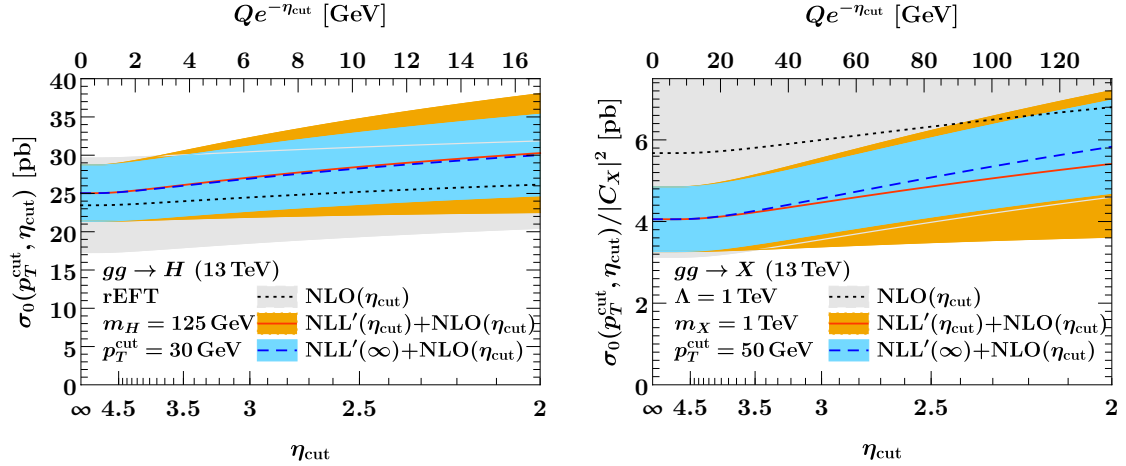 Qe^{−η_cut} [GeV]
0 2 4 6 8 10 12 14 16
σ_0(p_T^cut, η_cut) [pb]
40
35
30
25
20
15
10
5
0
gg → H (13 TeV)
rEFT
m_H = 125 GeV
p_T^cut = 30 GeV
NLO(η_cut)
NLL′(η_cut)+NLO(η_cut)
NLL′(∞)+NLO(η_cut)
∞ 4.5 3.5 3 2.5 2
η_cut
Qe^{−η_cut} [GeV]
0 20 40 60 80 100 120
σ_0(p_T^cut, η_cut)/|C_X|^2 [pb]
6
4
2
0
gg → X (13 TeV)
Λ = 1 TeV
m_X = 1 TeV
p_T^cut = 50 GeV
NLO(η_cut)
NLL′(η_cut)+NLO(η_cut)
NLL′(∞)+NLO(η_cut)
∞ 4.5 3.5 3 2.5 2
η_cut